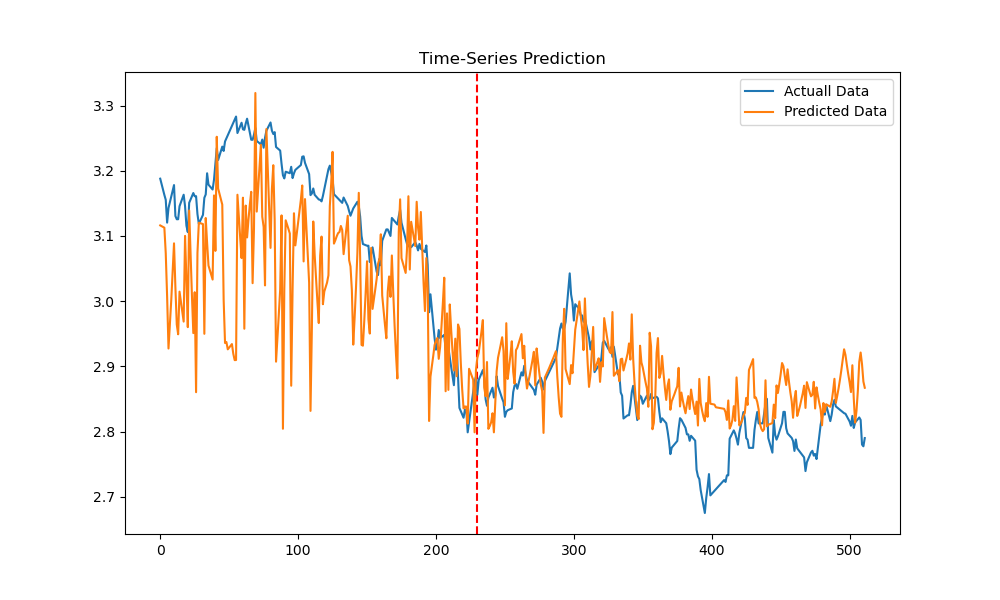 Time-Series Prediction
Actuall Data
Predicted Data
3.3
3.2
3.1
3.0
2.9
2.8
2.7
0 100 200 300 400 500